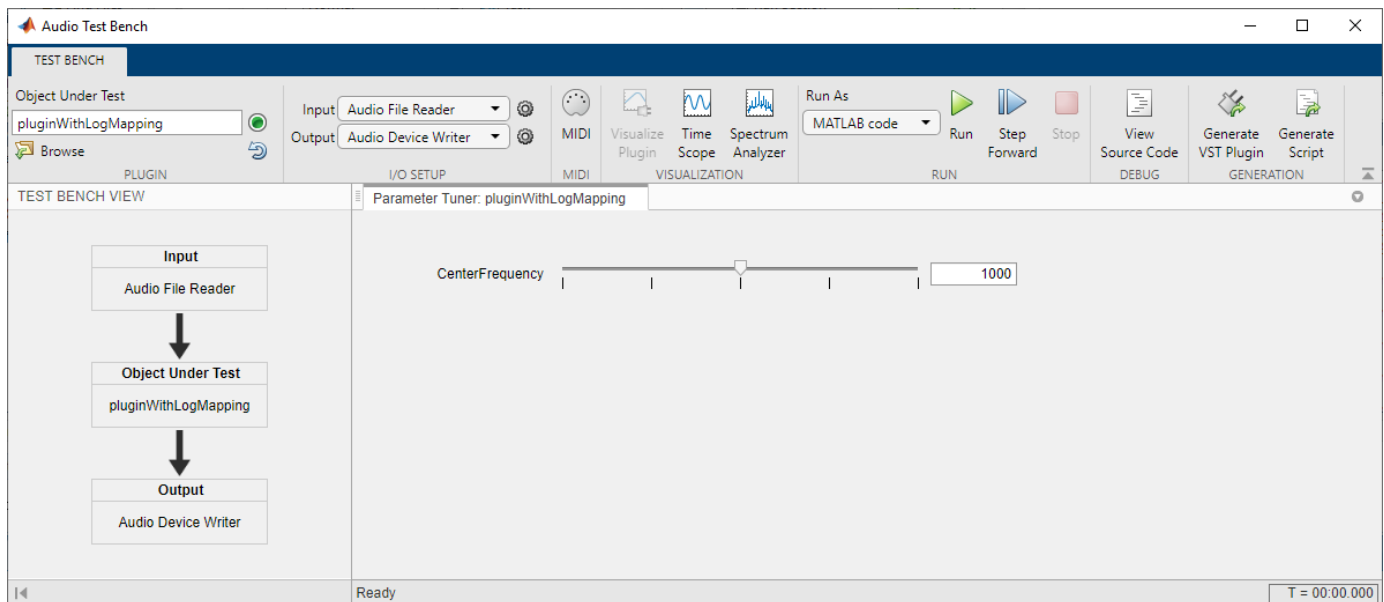 Audio Test Bench
TEST BENCH
Object Under Test
pluginWithLogMapping
Browse
PLUGIN
Input Audio File Reader
Output Audio Device Writer
I/O SETUP
MIDI
MIDI
Visualize Plugin
Time Scope
Spectrum Analyzer
VISUALIZATION
Run As
MATLAB code
Run
Step Forward
Stop
RUN
View Source Code
DEBUG
Generate VST Plugin
Generate Script
GENERATION
TEST BENCH VIEW
Parameter Tuner: pluginWithLogMapping
Input
Audio File Reader
Object Under Test
pluginWithLogMapping
Output
Audio Device Writer
CenterFrequency 1000
Ready
T = 00:00.000